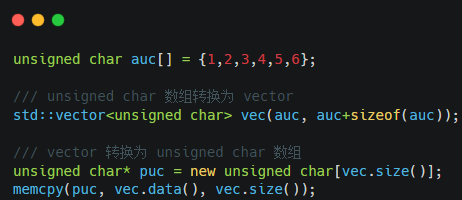 unsigned char auc[] = {1,2,3,4,5,6};
/// unsigned char 数组转换为 vector
std::vector<unsigned char> vec(auc, auc+sizeof(auc));
/// vector 转换为 unsigned char 数组
unsigned char* puc = new unsigned char[vec.size()];
memcpy(puc, vec.data(), vec.size());